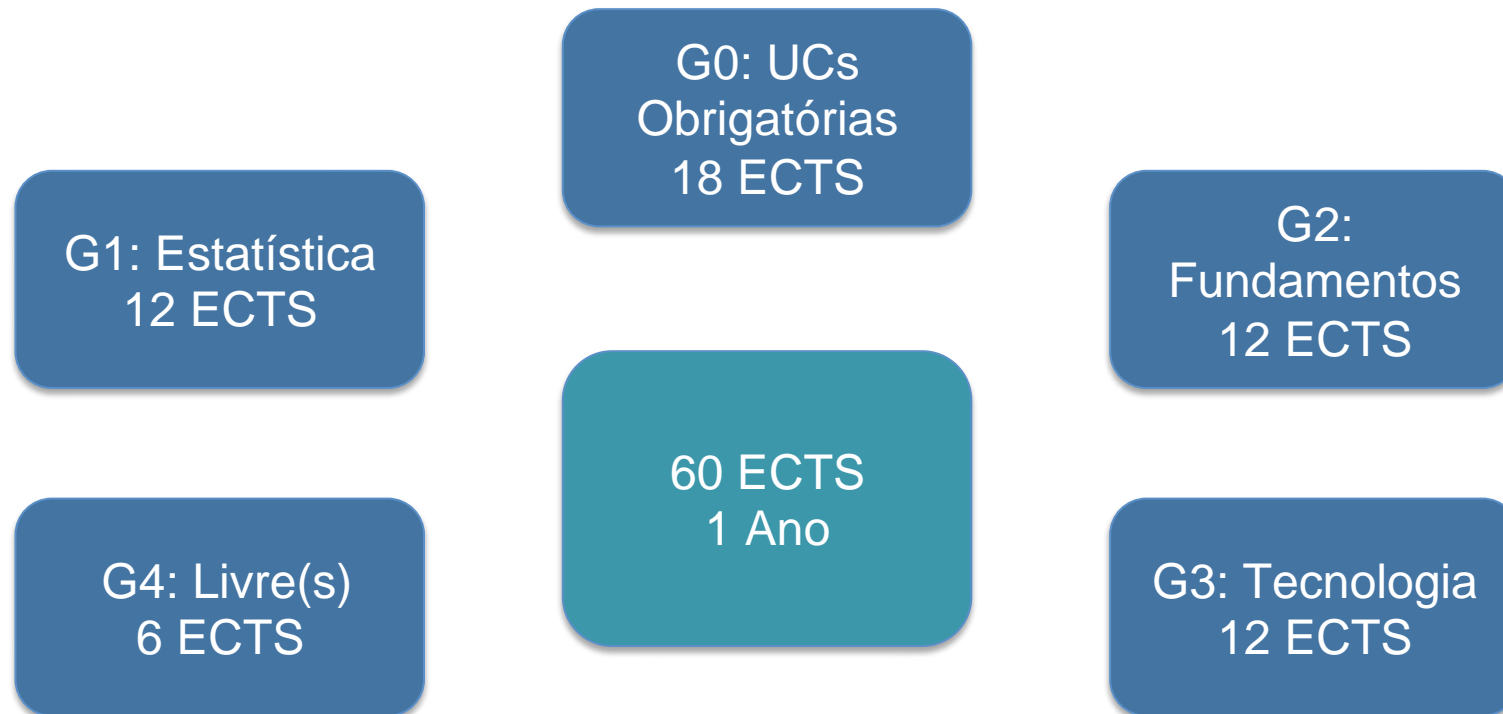 G0: UCs
Obrigatórias
18 ECTS
G1: Estatística
12 ECTS
G2:
Fundamentos
12 ECTS
60 ECTS
1 Ano
G4: Livre(s)
6 ECTS
G3: Tecnologia
12 ECTS